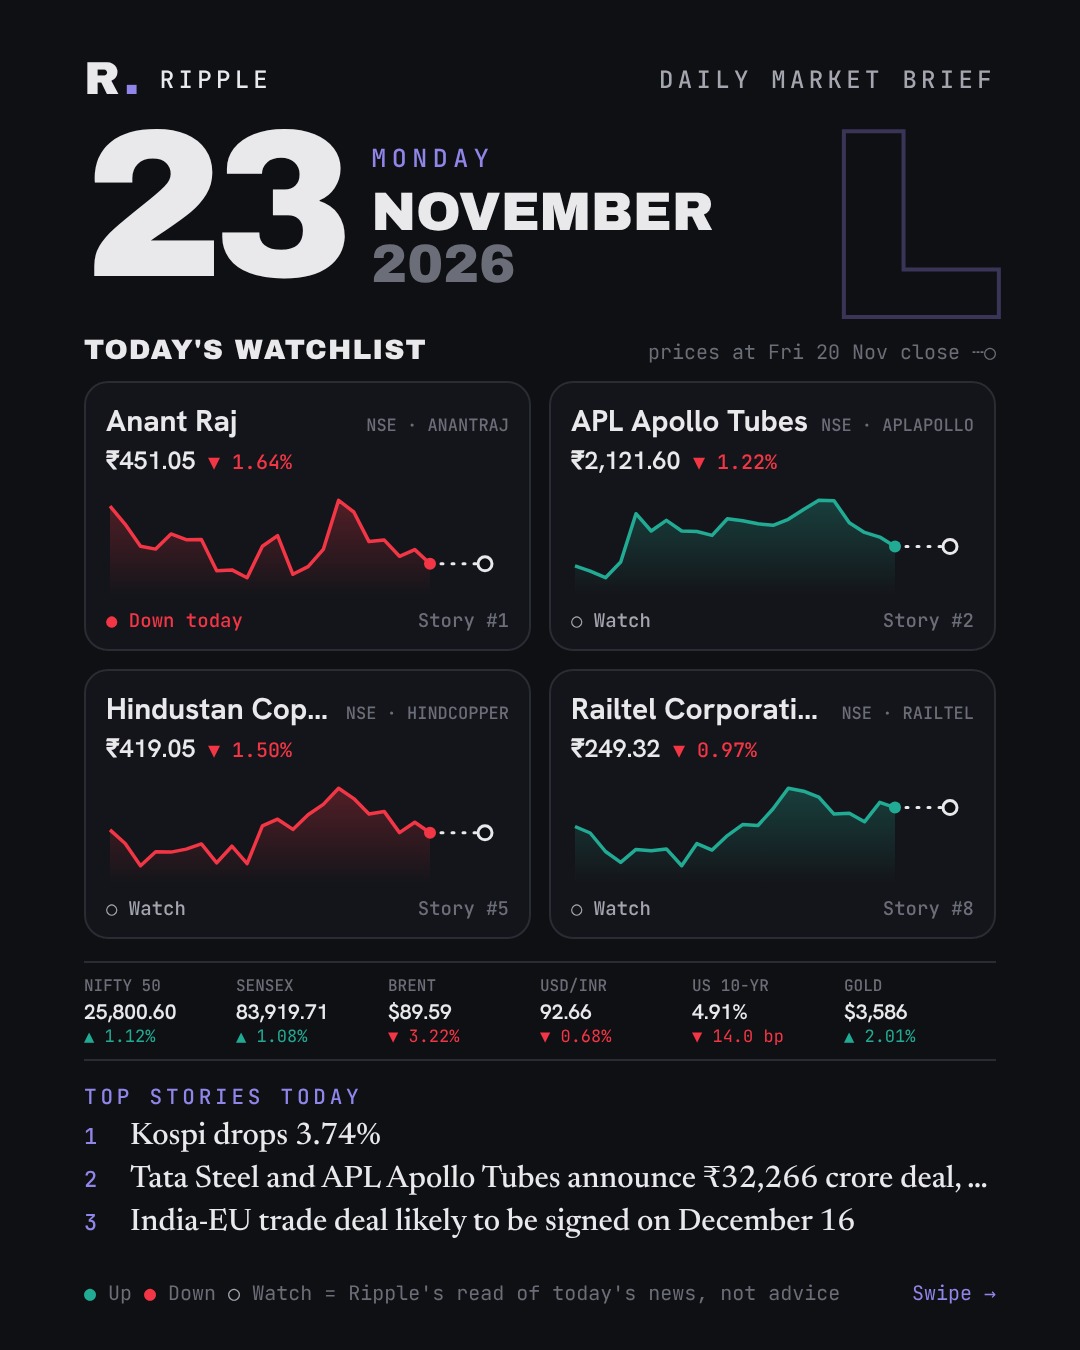 R. RIPPLE
DAILY MARKET BRIEF
23
MONDAY
NOVEMBER
2026
L
TODAY'S WATCHLIST
prices at Fri 20 Nov close ┄○
Anant Raj NSE · ANANTRAJ
₹451.05 ▼ 1.64%
● Down today Story #1
APL Apollo Tubes NSE · APLAPOLLO
₹2,121.60 ▼ 1.22%
○ Watch Story #2
Hindustan Cop... NSE · HINDCOPPER
₹419.05 ▼ 1.50%
○ Watch Story #5
Railtel Corporati... NSE · RAILTEL
₹249.32 ▼ 0.97%
○ Watch Story #8
NIFTY 50
25,800.60
▲ 1.12%
SENSEX
83,919.71
▲ 1.08%
BRENT
$89.59
▼ 3.22%
USD/INR
92.66
▼ 0.68%
US 10-YR
4.91%
▼ 14.0 bp
GOLD
$3,586
▲ 2.01%
TOP STORIES TODAY
1 Kospi drops 3.74%
2 Tata Steel and APL Apollo Tubes announce ₹32,266 crore deal, ...
3 India-EU trade deal likely to be signed on December 16
● Up ● Down ○ Watch = Ripple's read of today's news, not advice
Swipe →